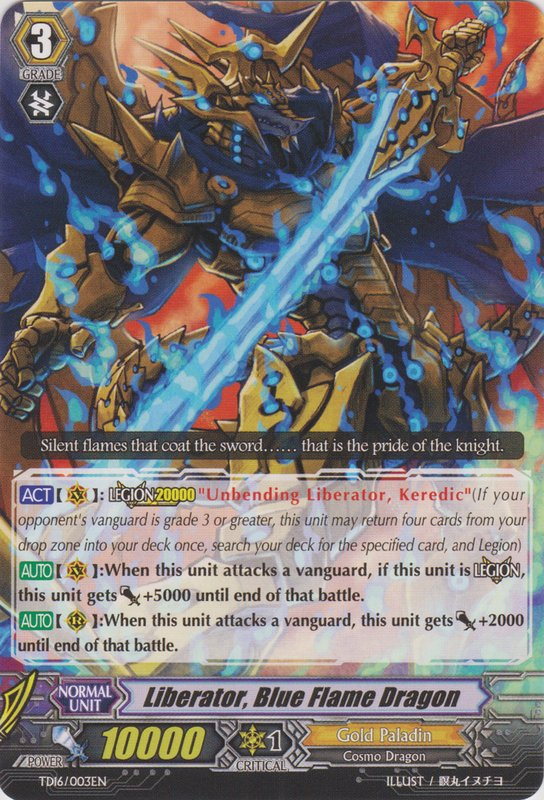 3
GRADE
Silent flames that coat the sword…… that is the pride of the knight.
ACT【 V 】: LEGION 20000 "Unbending Liberator, Keredic"(If your
opponent's vanguard is grade 3 or greater, this unit may return four cards from your
drop zone into your deck once, search your deck for the specified card, and Legion)
AUTO【 V 】:When this unit attacks a vanguard, if this unit is LEGION,
this unit gets +5000 until end of that battle.
AUTO【 R 】:When this unit attacks a vanguard, this unit gets +2000
until end of that battle.
NORMAL
UNIT
Liberator, Blue Flame Dragon
POWER
10000
1
CRITICAL
Gold Paladin
Cosmo Dragon
TD16/003EN
ILLUST / 眠丸イヌチヨ